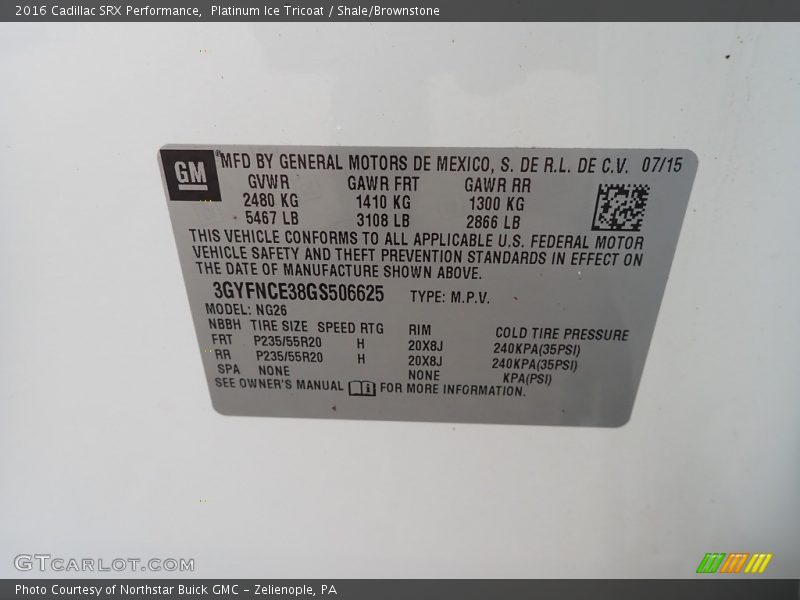 2016 Cadillac SRX Performance,  Platinum Ice Tricoat / Shale/Brownstone
GM
MFD BY GENERAL MOTORS DE MEXICO, S. DE R.L. DE C.V.  07/15
GVWR  GAWR FRT  GAWR RR
2480 KG  1410 KG  1300 KG
5467 LB  3108 LB  2866 LB
THIS VEHICLE CONFORMS TO ALL APPLICABLE U.S. FEDERAL MOTOR
VEHICLE SAFETY AND THEFT PREVENTION STANDARDS IN EFFECT ON
THE DATE OF MANUFACTURE SHOWN ABOVE.
3GYFNCE38GS506625  TYPE: M.P.V.
MODEL: NG26
NBBH  TIRE SIZE  SPEED RTG  RIM  COLD TIRE PRESSURE
FRT  P235/55R20  H  20X8J  240KPA(35PSI)
RR  P235/55R20  H  20X8J  240KPA(35PSI)
SPA  NONE  NONE  KPA(PSI)
SEE OWNER'S MANUAL FOR MORE INFORMATION.
GTCARLOT.COM
Photo Courtesy of Northstar Buick GMC - Zelienople, PA